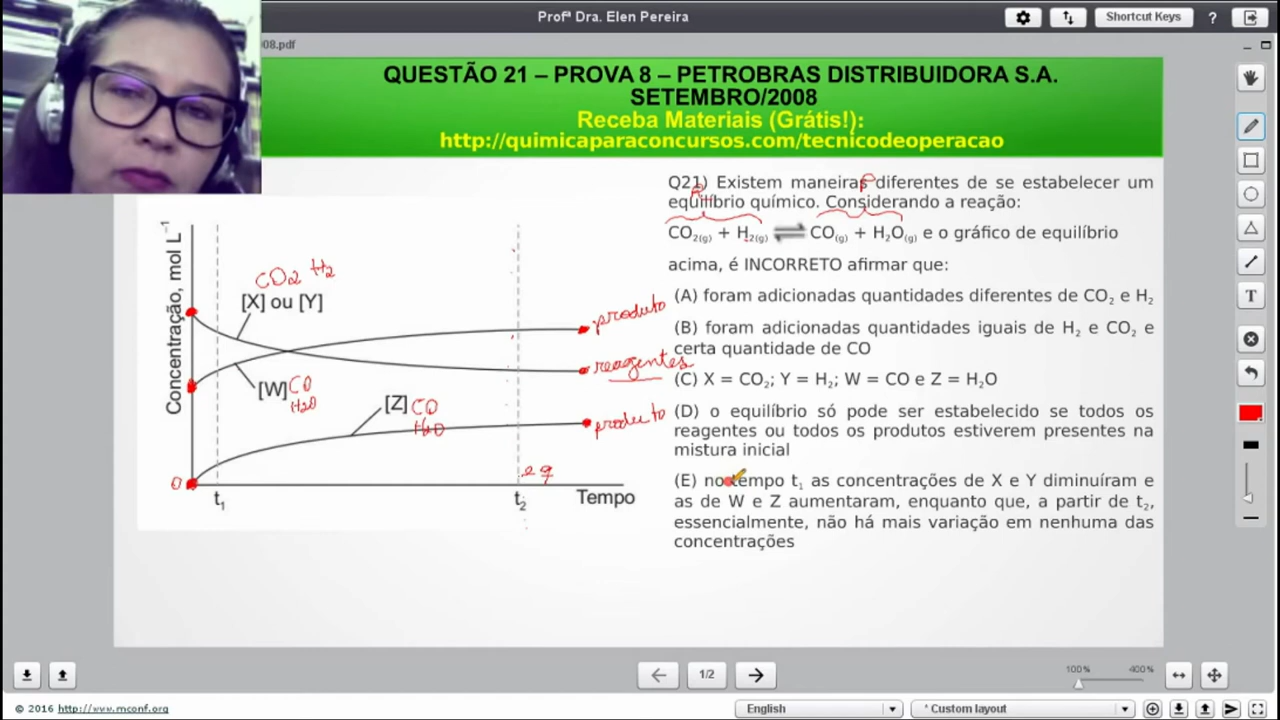 Profª Dra. Elen Pereira
Shortcut Keys
?
08.pdf
QUESTÃO 21 – PROVA 8 – PETROBRAS DISTRIBUIDORA S.A.
SETEMBRO/2008
Receba Materiais (Grátis!):
http://quimicaparaconcursos.com/tecnicodeoperacao
Q21) Existem maneiras diferentes de se estabelecer um
equilíbrio químico. Considerando a reação:
R
P
CO₂(g) + H₂(g) ⇌ CO(g) + H₂O(g) e o gráfico de equilíbrio
acima, é INCORRETO afirmar que:
(A) foram adicionadas quantidades diferentes de CO₂ e H₂
(B) foram adicionadas quantidades iguais de H₂ e CO₂ e
certa quantidade de CO
(C) X = CO₂; Y = H₂; W = CO e Z = H₂O
(D) o equilíbrio só pode ser estabelecido se todos os
reagentes ou todos os produtos estiverem presentes na
mistura inicial
(E) no tempo t₁ as concentrações de X e Y diminuíram e
as de W e Z aumentaram, enquanto que, a partir de t₂,
essencialmente, não há mais variação em nenhuma das
concentrações
Concentração, mol L⁻¹
CO2 H2
[X] ou [Y]
[W] CO
H2O
[Z] CO
H2O
produto
reagentes
produto
0
t₁
t₂
Tempo
1/2
100%
400%
© 2016 http://www.mconf.org
English
* Custom layout
T